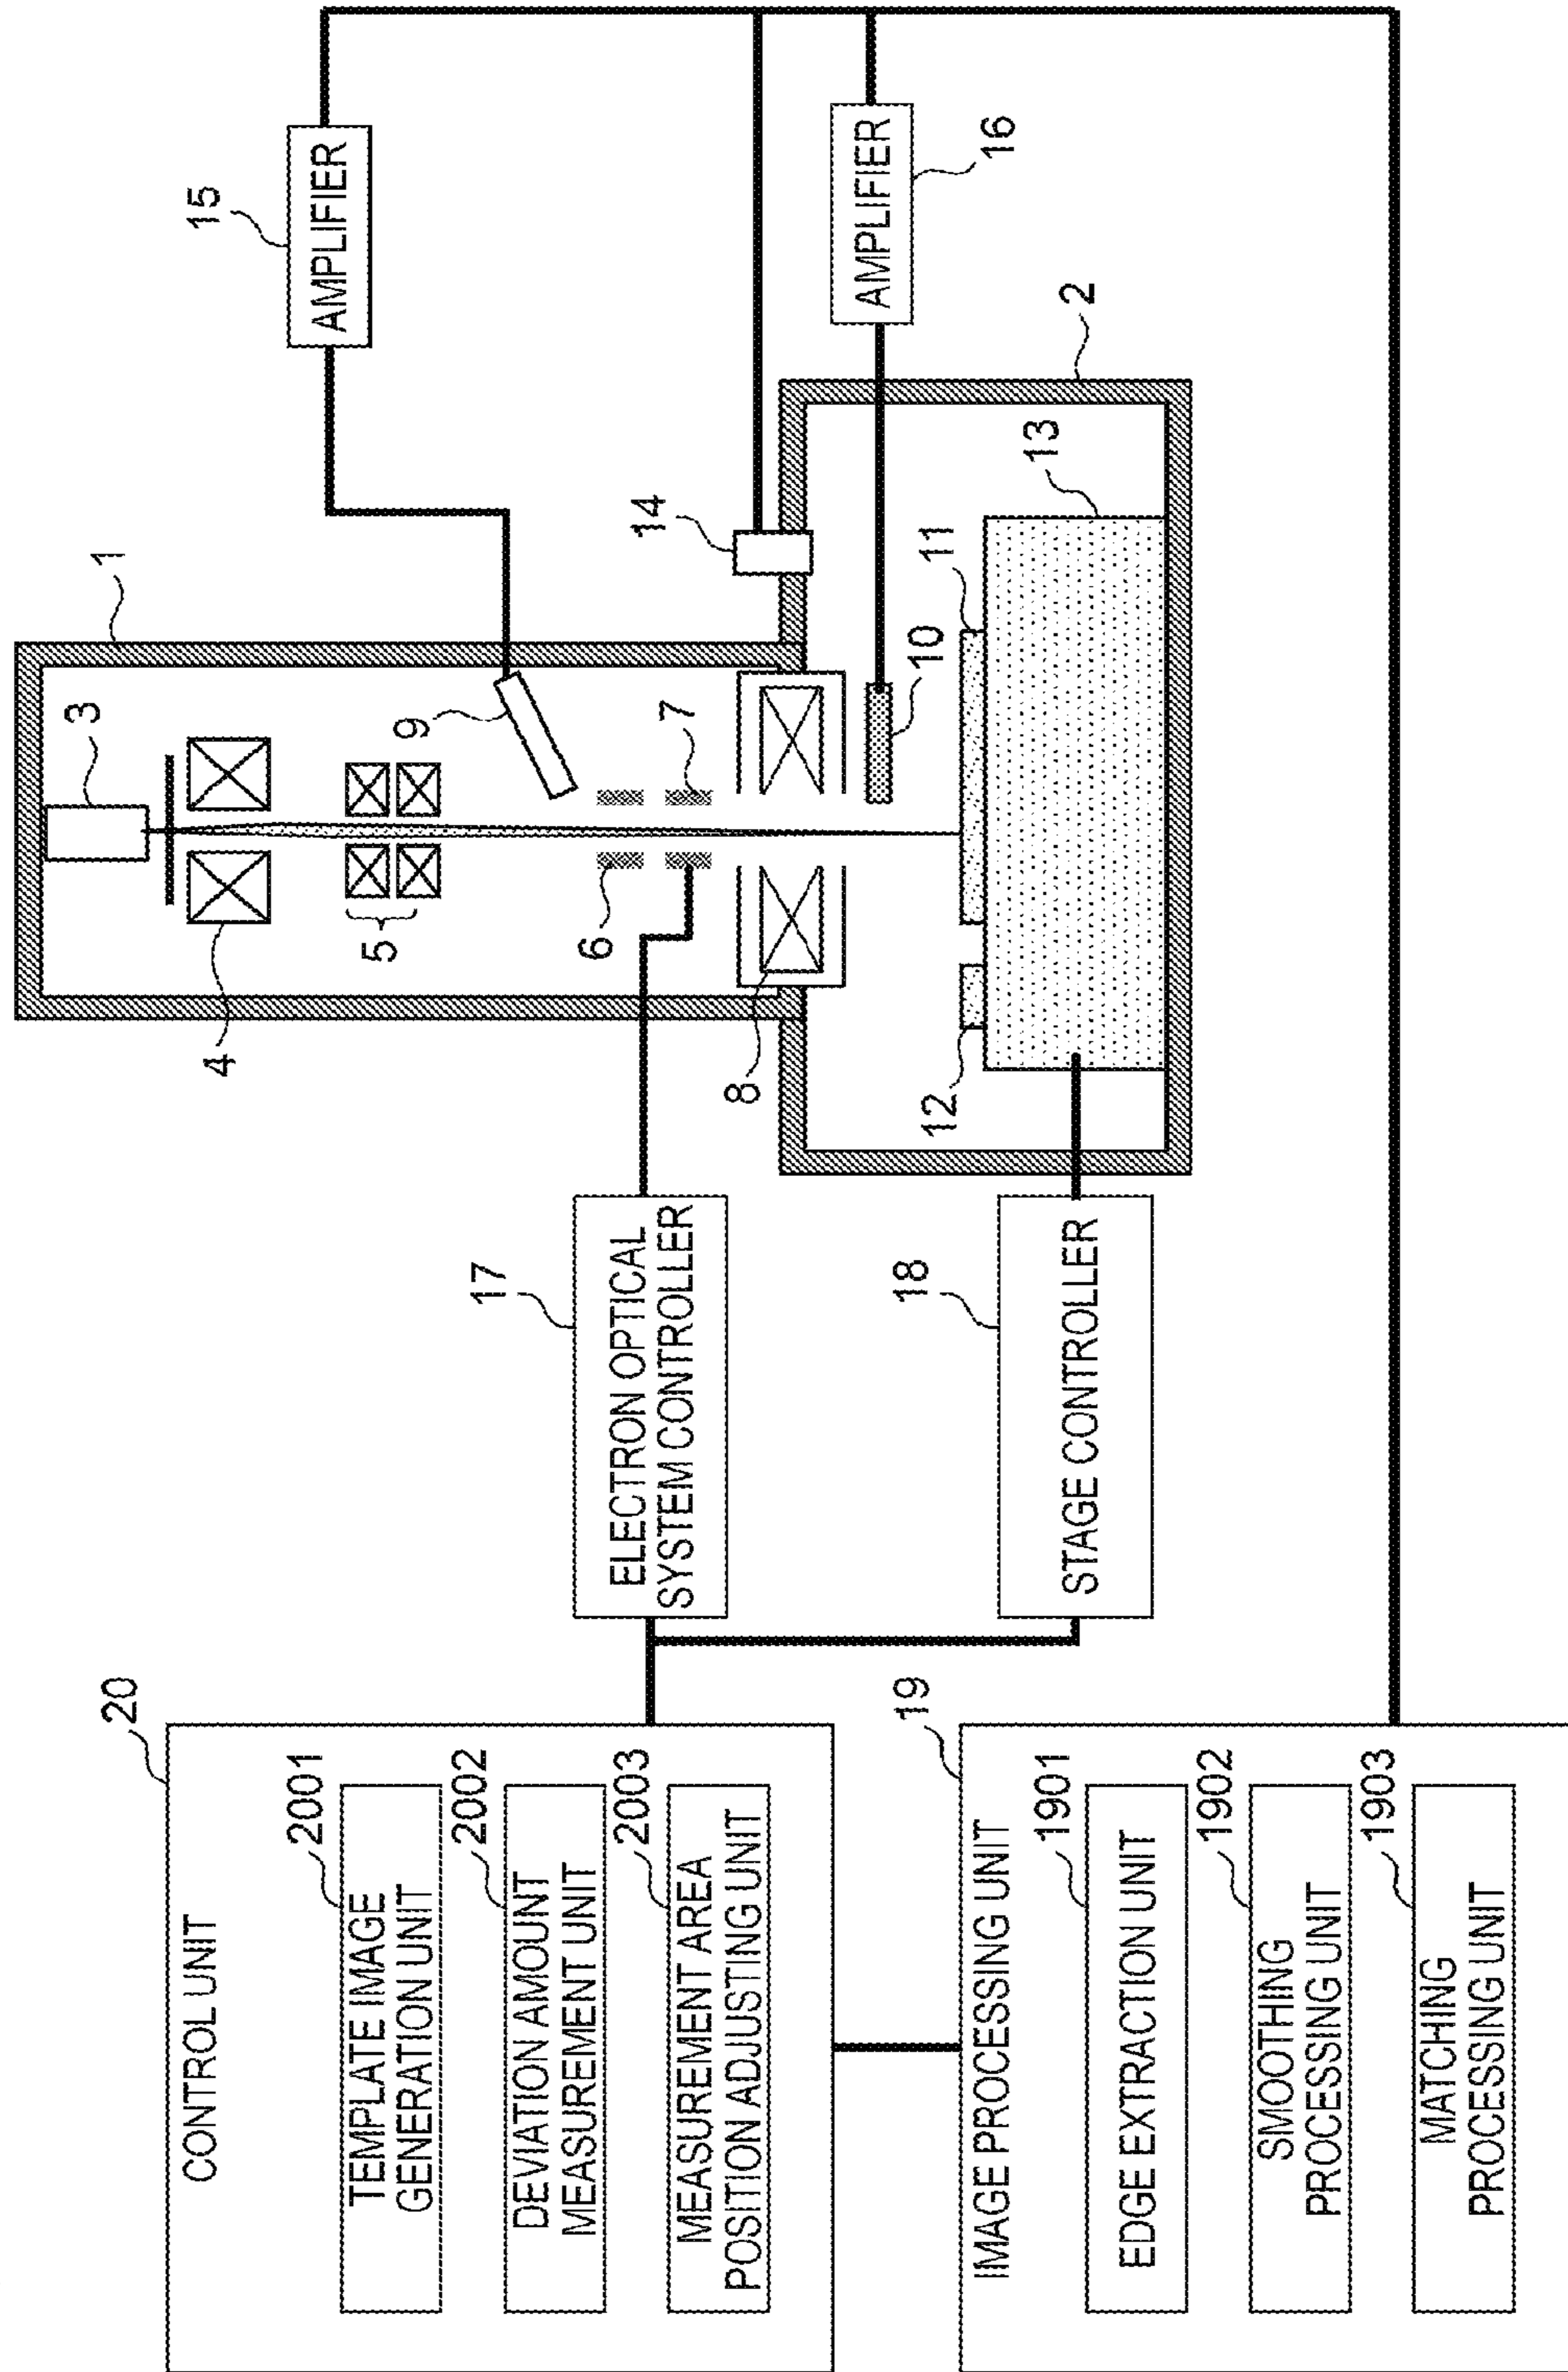 CONTROL UNIT
20
TEMPLATE IMAGE
GENERATION UNIT
2001
DEVIATION AMOUNT
MEASUREMENT UNIT
2002
MEASUREMENT AREA
POSITION ADJUSTING UNIT
2003
IMAGE PROCESSING UNIT
19
EDGE EXTRACTION UNIT
1901
SMOOTHING
PROCESSING UNIT
1902
MATCHING
PROCESSING UNIT
1903
ELECTRON OPTICAL
SYSTEM CONTROLLER
17
STAGE CONTROLLER
18
1
2
3
4
5
6
7
8
9
10
11
12
13
14
AMPLIFIER
15
AMPLIFIER
16